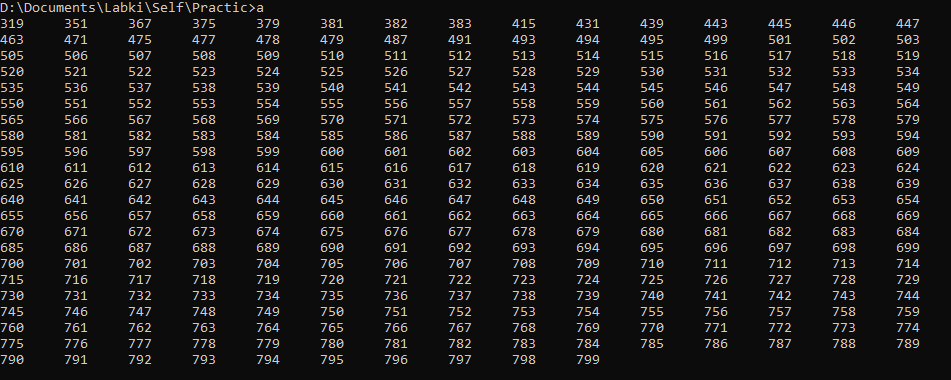 D:\Documents\Labki\Self\Practic>a
319 351 367 375 379 381 382 383 415 431 439 443 445 446 447
463 471 475 477 478 479 487 491 493 494 495 499 501 502 503
505 506 507 508 509 510 511 512 513 514 515 516 517 518 519
520 521 522 523 524 525 526 527 528 529 530 531 532 533 534
535 536 537 538 539 540 541 542 543 544 545 546 547 548 549
550 551 552 553 554 555 556 557 558 559 560 561 562 563 564
565 566 567 568 569 570 571 572 573 574 575 576 577 578 579
580 581 582 583 584 585 586 587 588 589 590 591 592 593 594
595 596 597 598 599 600 601 602 603 604 605 606 607 608 609
610 611 612 613 614 615 616 617 618 619 620 621 622 623 624
625 626 627 628 629 630 631 632 633 634 635 636 637 638 639
640 641 642 643 644 645 646 647 648 649 650 651 652 653 654
655 656 657 658 659 660 661 662 663 664 665 666 667 668 669
670 671 672 673 674 675 676 677 678 679 680 681 682 683 684
685 686 687 688 689 690 691 692 693 694 695 696 697 698 699
700 701 702 703 704 705 706 707 708 709 710 711 712 713 714
715 716 717 718 719 720 721 722 723 724 725 726 727 728 729
730 731 732 733 734 735 736 737 738 739 740 741 742 743 744
745 746 747 748 749 750 751 752 753 754 755 756 757 758 759
760 761 762 763 764 765 766 767 768 769 770 771 772 773 774
775 776 777 778 779 780 781 782 783 784 785 786 787 788 789
790 791 792 793 794 795 796 797 798 799